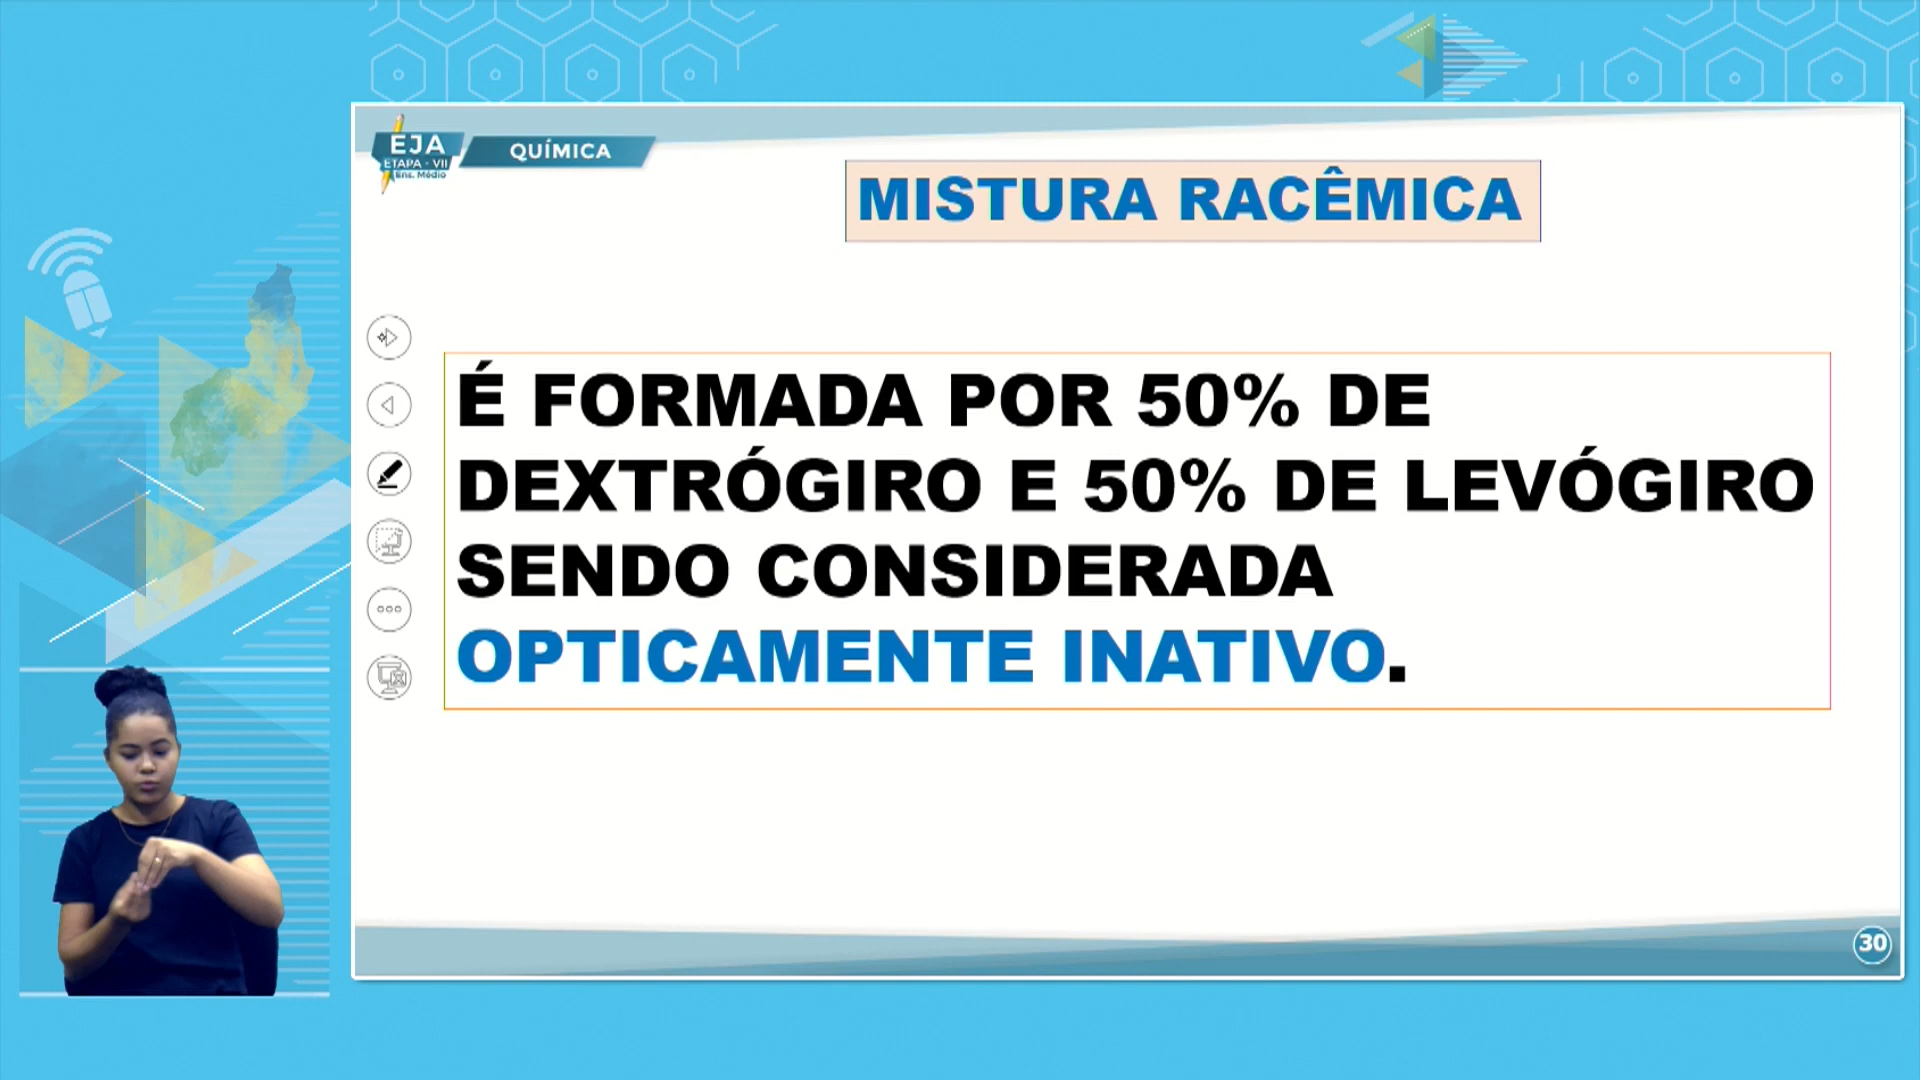 EJA
ETAPA - VII
Ens. Médio
QUÍMICA
MISTURA RACÊMICA
É FORMADA POR 50% DE
DEXTRÓGIRO E 50% DE LEVÓGIRO
SENDO CONSIDERADA
OPTICAMENTE INATIVO.
30